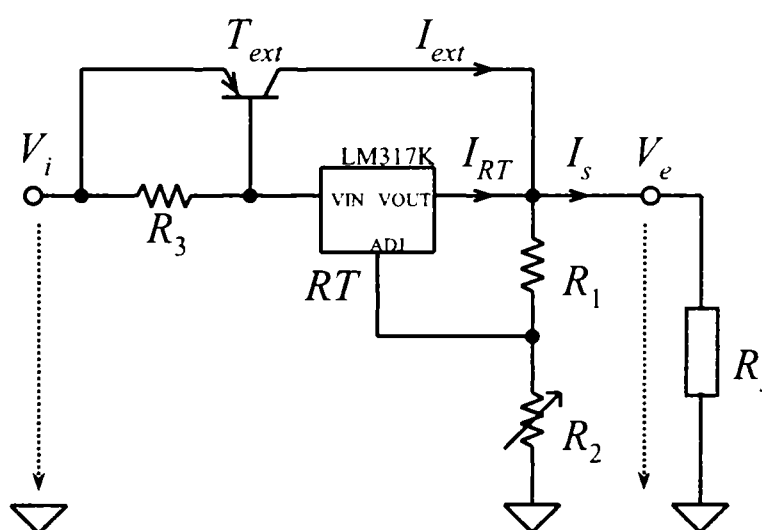 T_ext I_ext
V_i LM317K I_RT I_s V_e
VIN VOUT
R_3 ADJ
RT R_1
R_2